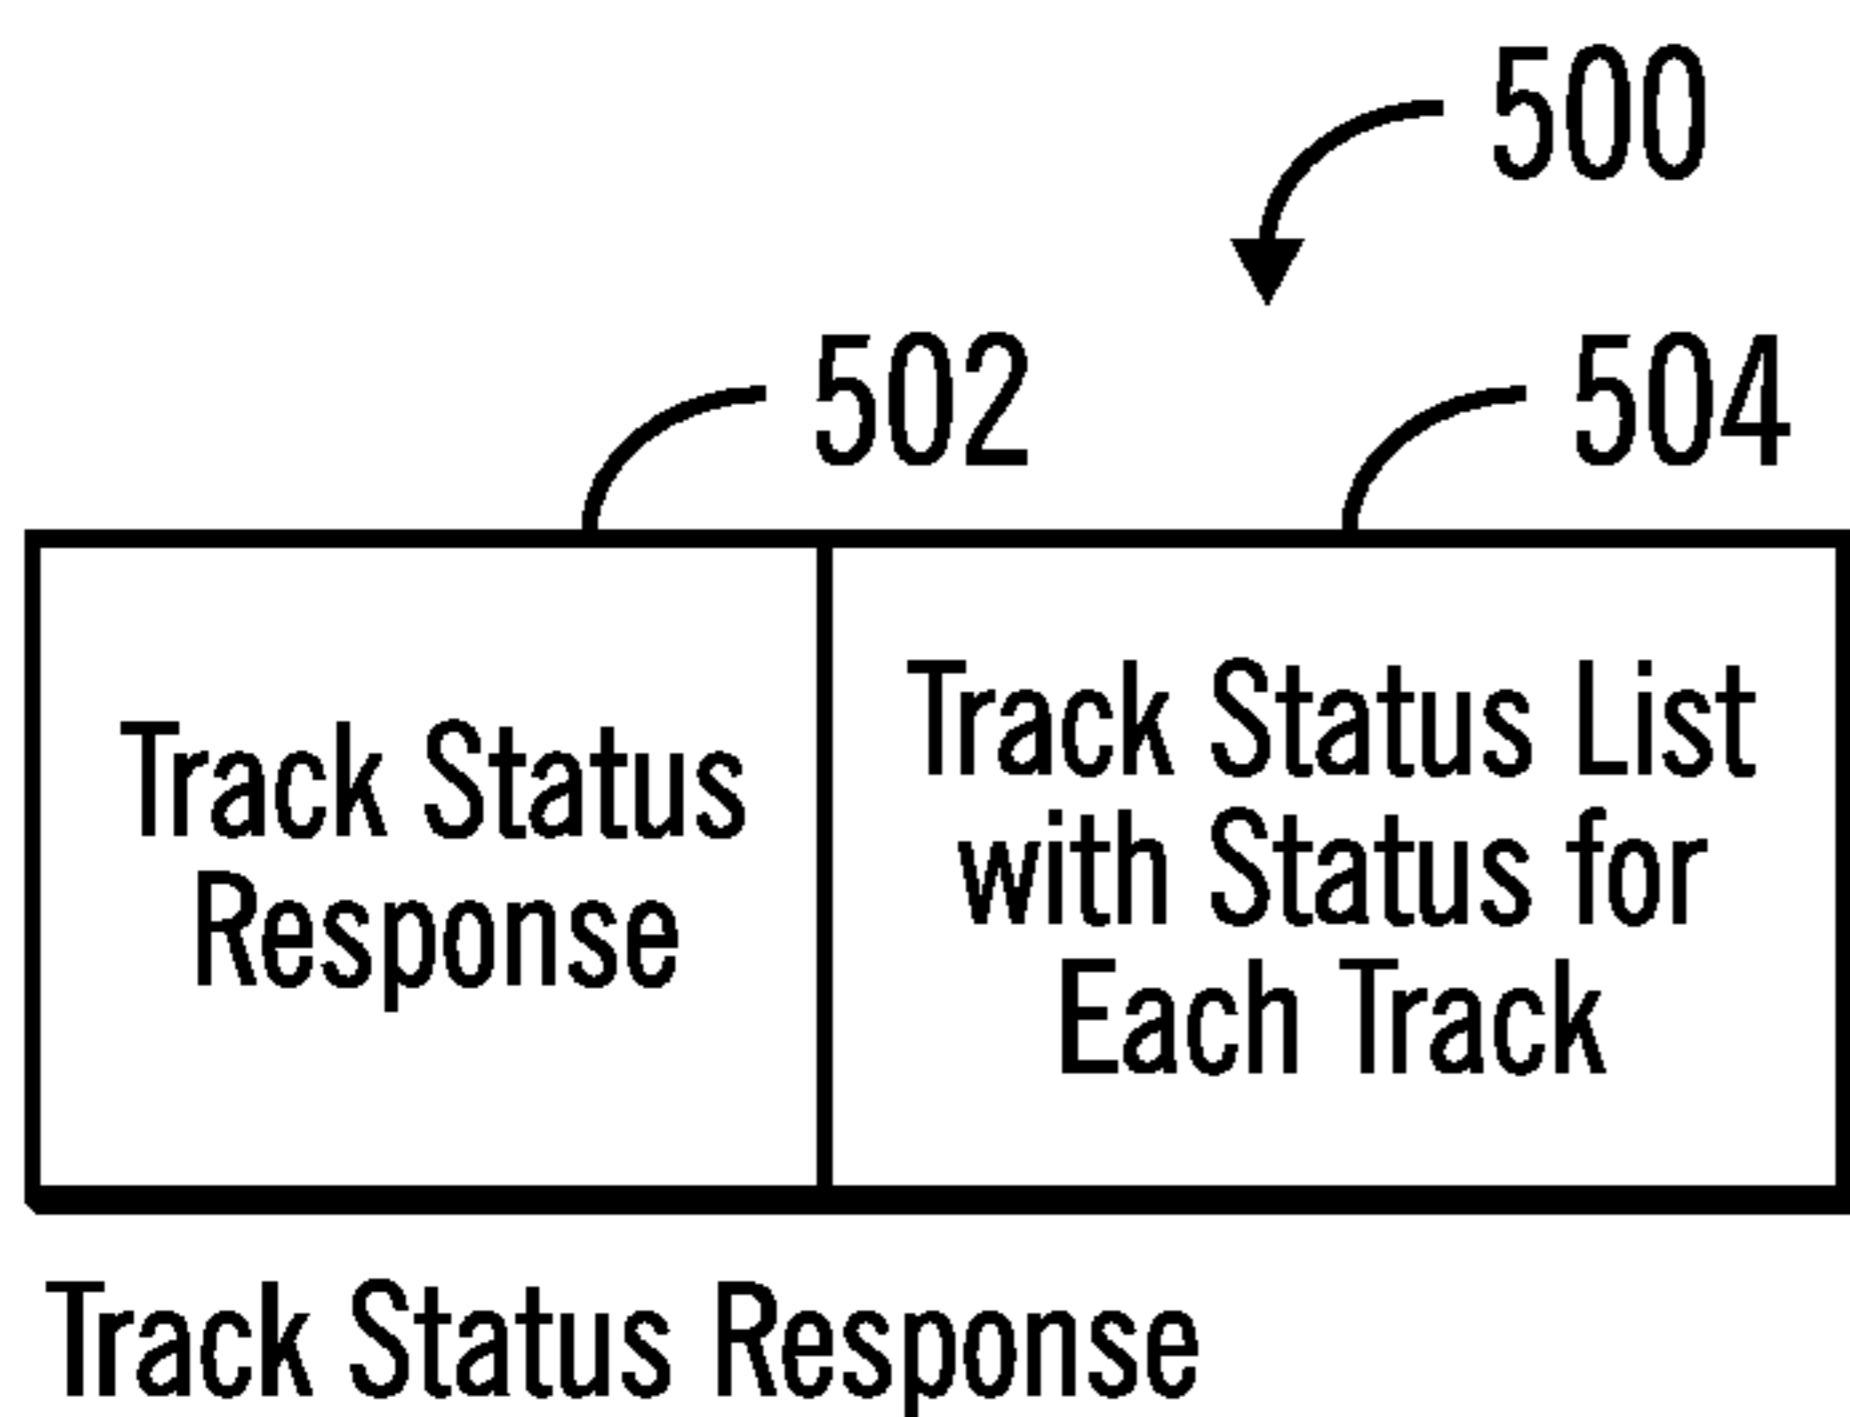 500
502
504
Track Status
Response
Track Status List
with Status for
Each Track
Track Status Response